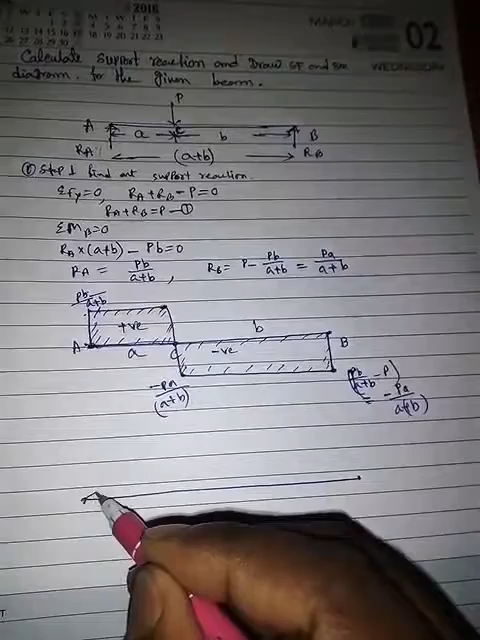 2016
MARCH 02
WEDNESDAY
Calculate support reaction and Draw SF and BM
diagram for the given beam.
P
A C B
a b
RA (a+b) RB
① Step 1 find out support reaction.
ΣFy=0, RA+RB-P=0
RA+RB=P-①
ΣMB=0
RA×(a+b) - Pb=0
RA = Pb/a+b, RB= P- Pb/a+b = Pa/a+b
Pb/a+b
+ve b
A a C -ve B
-Pa/(a+b) (Pb/a+b -P)
= -Pa/a+b)